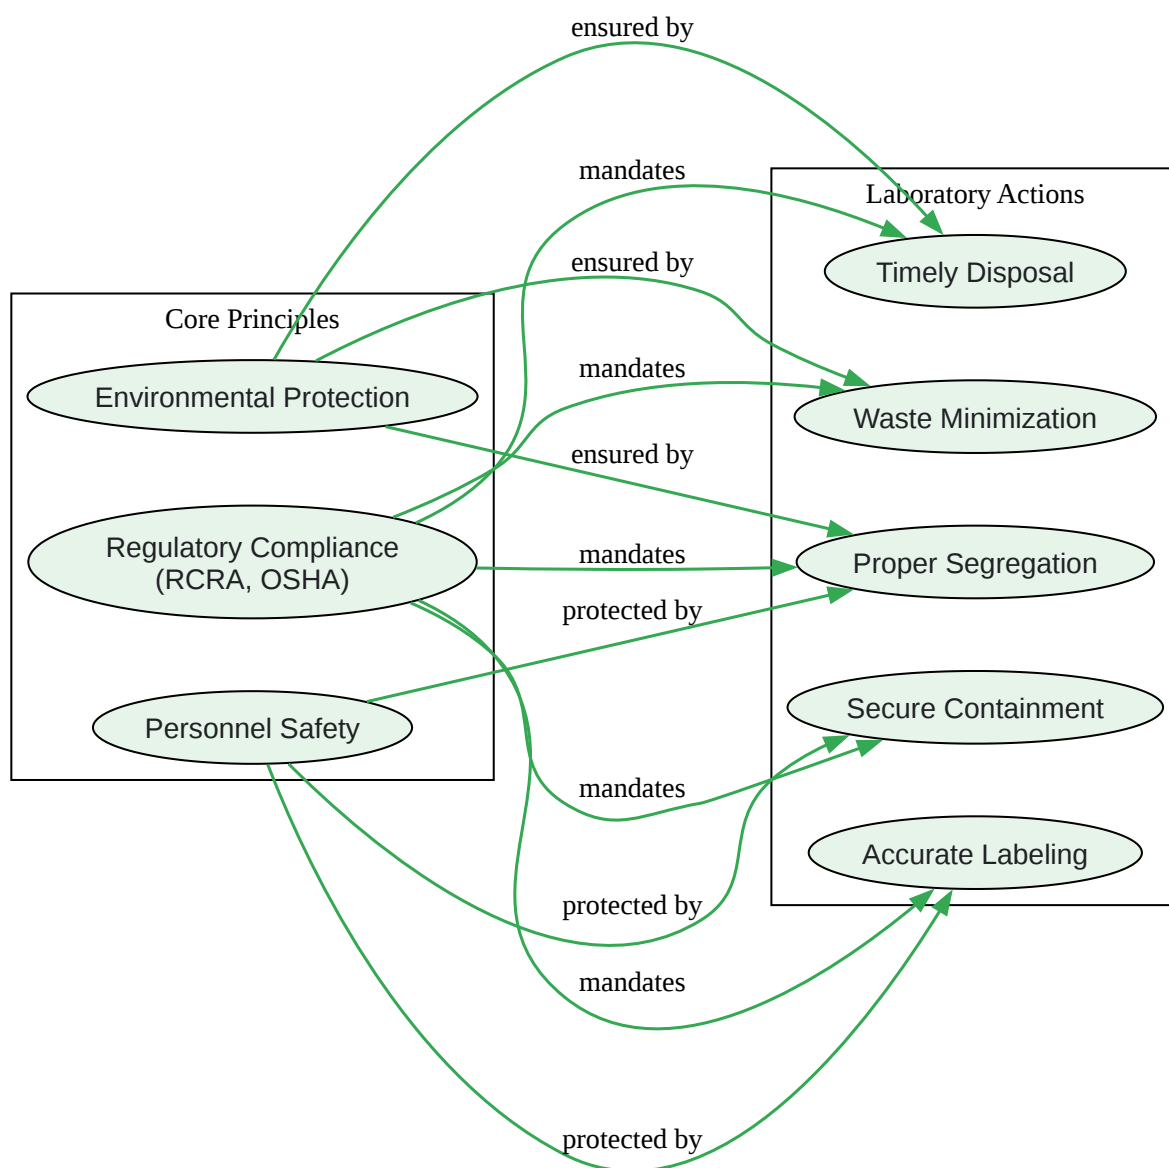 ensured by
mandates
Laboratory Actions
Timely Disposal
ensured by
Core Principles
mandates
Environmental Protection
Waste Minimization
ensured by
Regulatory Compliance
(RCRA, OSHA)
mandates
Proper Segregation
protected by
Personnel Safety
Secure Containment
mandates
Accurate Labeling
protected by
mandates
protected by